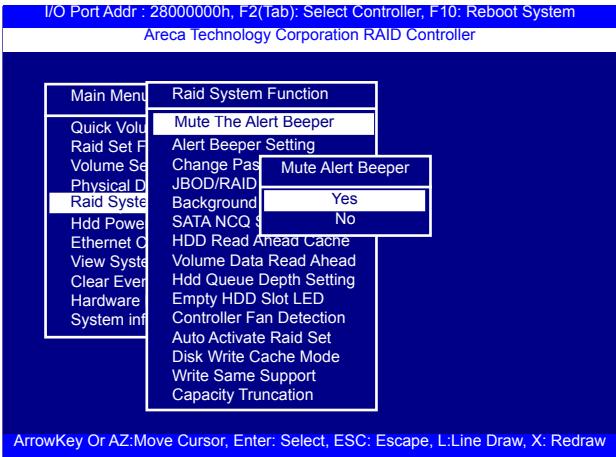 I/O Port Addr : 28000000h, F2(Tab): Select Controller, F10: Reboot System
Areca Technology Corporation RAID Controller
Main Menu
Quick Volu
Raid Set F
Volume Se
Physical D
Raid Syste
Hdd Powe
Ethernet C
View Syste
Clear Even
Hardware
System inf
Raid System Function
Mute The Alert Beeper
Alert Beeper Setting
Change Pas
JBOD/RAID
Background
SATA NCQ S
HDD Read Ahead Cache
Volume Data Read Ahead
Hdd Queue Depth Setting
Empty HDD Slot LED
Controller Fan Detection
Auto Activate Raid Set
Disk Write Cache Mode
Write Same Support
Capacity Truncation
Mute Alert Beeper
Yes
No
ArrowKey Or AZ:Move Cursor, Enter: Select, ESC: Escape, L:Line Draw, X: Redraw